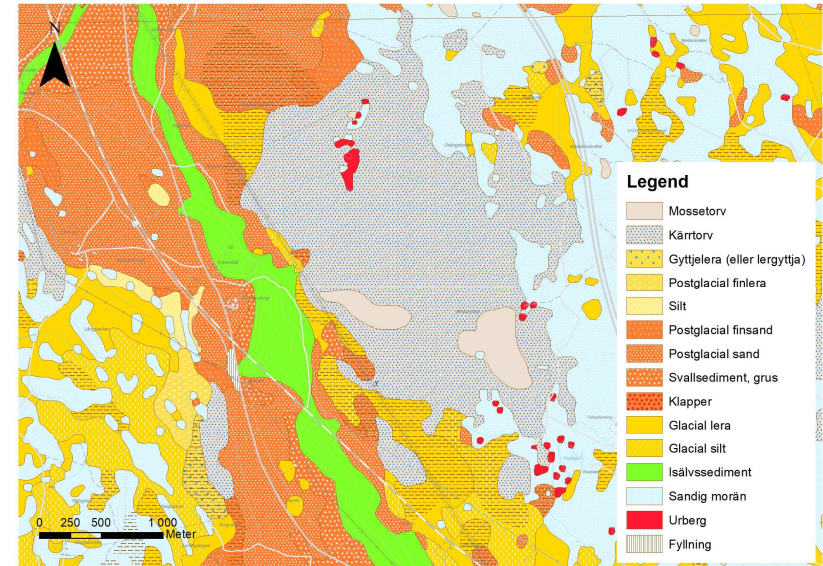 N
Legend
Mossetorv
Kärrtorv
Gyttjelera (eller lergyttja)
Postglacial finlera
Silt
Postglacial finsand
Postglacial sand
Svallsediment, grus
Klapper
Glacial lera
Glacial silt
Isälvssediment
Sandig morän
Urberg
Fyllning
0 250 500 1 000
Meter